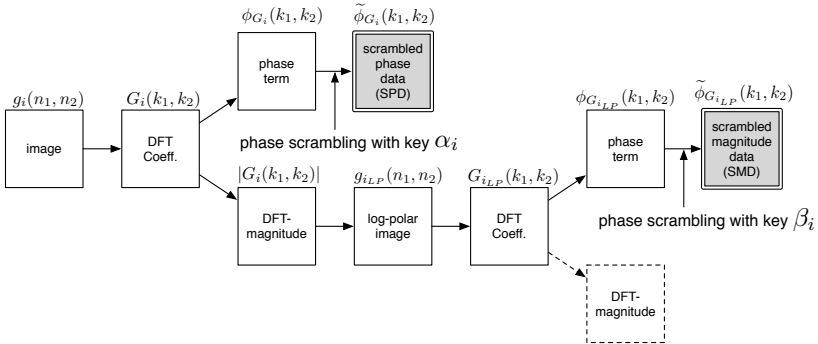 ϕ_{G_i}(k_1, k_2)
ϕ̃_{G_i}(k_1, k_2)
phase
term
scrambled
phase
data
(SPD)
g_i(n_1, n_2)
G_i(k_1, k_2)
image
DFT
Coeff.
phase scrambling with key α_i
|G_i(k_1, k_2)|
g_{iLP}(n_1, n_2)
G_{i_{LP}}(k_1, k_2)
DFT-
magnitude
log-polar
image
DFT
Coeff.
ϕ_{G_{i_{LP}}}(k_1, k_2)
ϕ̃_{G_{i_{LP}}}(k_1, k_2)
phase
term
scrambled
magnitude
data
(SMD)
phase scrambling with key β_i
DFT-
magnitude